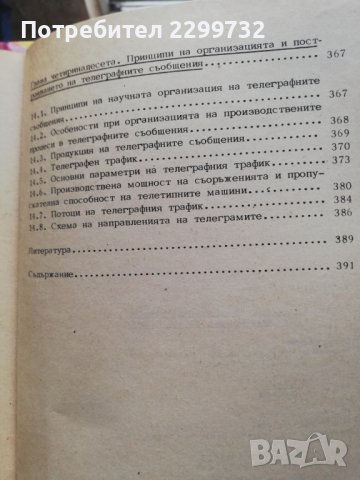 Потребител 2299732
Глава четиринадесета. Принципи на организацията и пост-
рояването на телеграфните съобщения 367
14.1. Принципи на научната организация на телеграфните
съобщения 367
14.2. Особености при организацията на производствените
процеси в телеграфните съобщения 368
14.3. Продукция на телеграфните съобщения 369
14.4. Телеграфен трафик 370
14.5. Основни параметри на телеграфния трафик 373
14.6. Производствена мощност на съоръженията и пропу-
скателна способност на телетипните машини 380
14.7. Потоци на телеграфния трафик 384
14.8. Схема на направленията на телеграмите 386
Литература 389
Съдържание 391
BAZAR